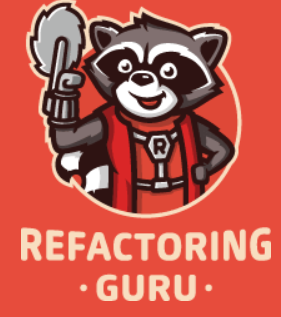 R
REFACTORING
· GURU ·